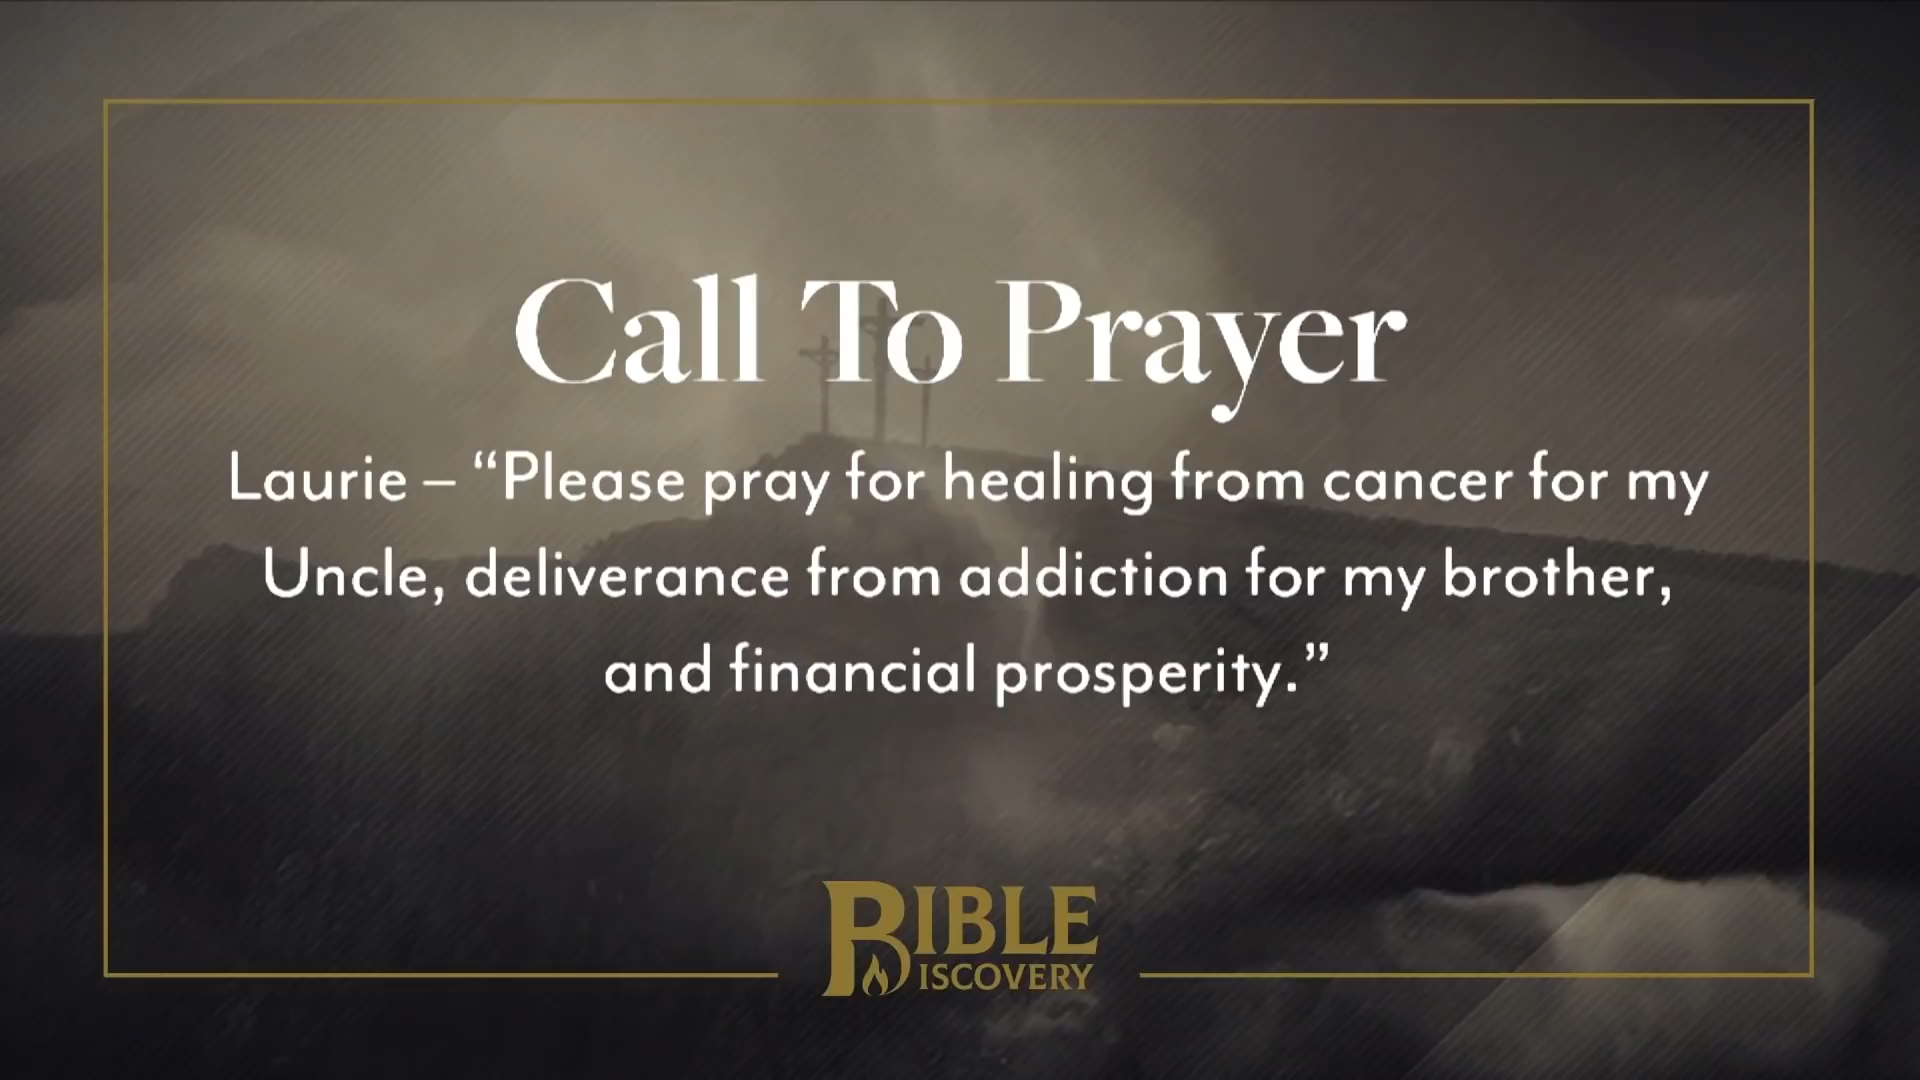 Call To Prayer
Laurie – “Please pray for healing from cancer for my
Uncle, deliverance from addiction for my brother,
and financial prosperity.”
BIBLE
DISCOVERY